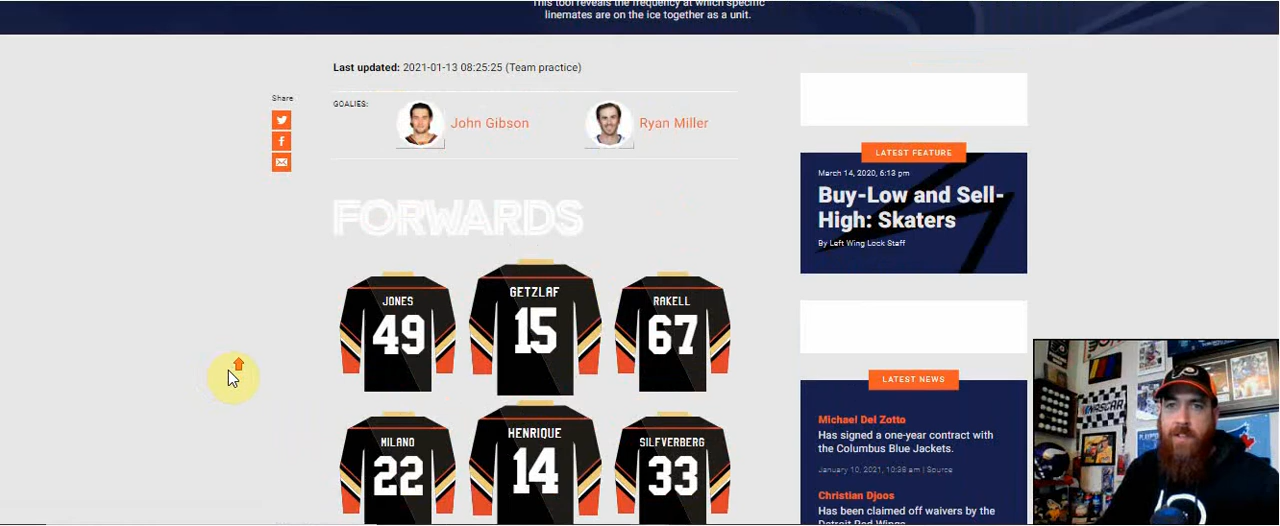 This tool reveals the frequency at which specific
linemates are on the ice together as a unit.
Last updated: 2021-01-13 08:25:25 (Team practice)
Share
GOALIES:
John Gibson
Ryan Miller
FORWARDS
JONES
49
GETZLAF
15
RAKELL
67
MILANO
22
HENRIQUE
14
SILFVERBERG
33
LATEST FEATURE
March 14, 2020, 6:13 pm
Buy-Low and Sell-
High: Skaters
By Left Wing Lock Staff
LATEST NEWS
Michael Del Zotto
Has signed a one-year contract with
the Columbus Blue Jackets.
January 10, 2021, 10:36 am | Source
Christian Djoos
Has been claimed off waivers by the
Detroit Red Wings
NASCAR